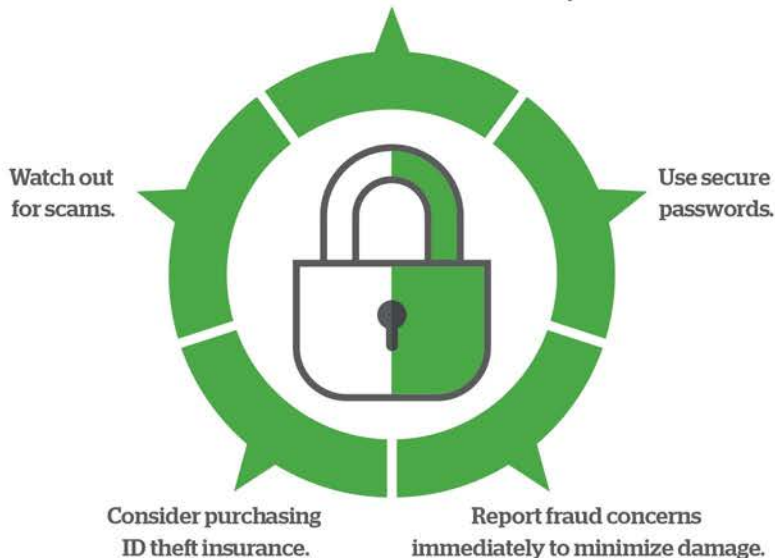 Watch out
for scams.
Use secure
passwords.
Consider purchasing
ID theft insurance.
Report fraud concerns
immediately to minimize damage.